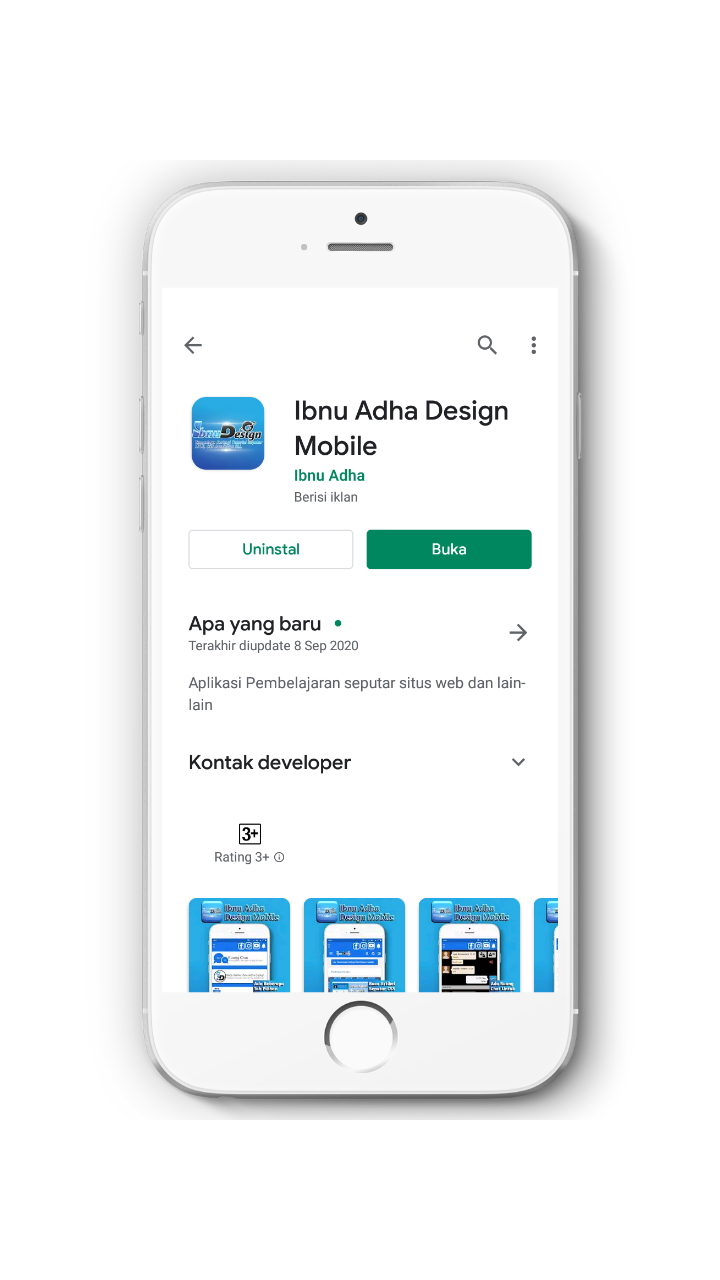 Ibnu Adha Design
Mobile
Ibnu Adha
Berisi iklan
Uninstal
Buka
Apa yang baru
Terakhir diupdate 8 Sep 2020
Aplikasi Pembelajaran seputar situs web dan lain-
lain
Kontak developer
3+
Rating 3+
Ibnu Adha
Design Mobile
Ibnu Adha
Design Mobile
Ibnu Adha
Design Mobile